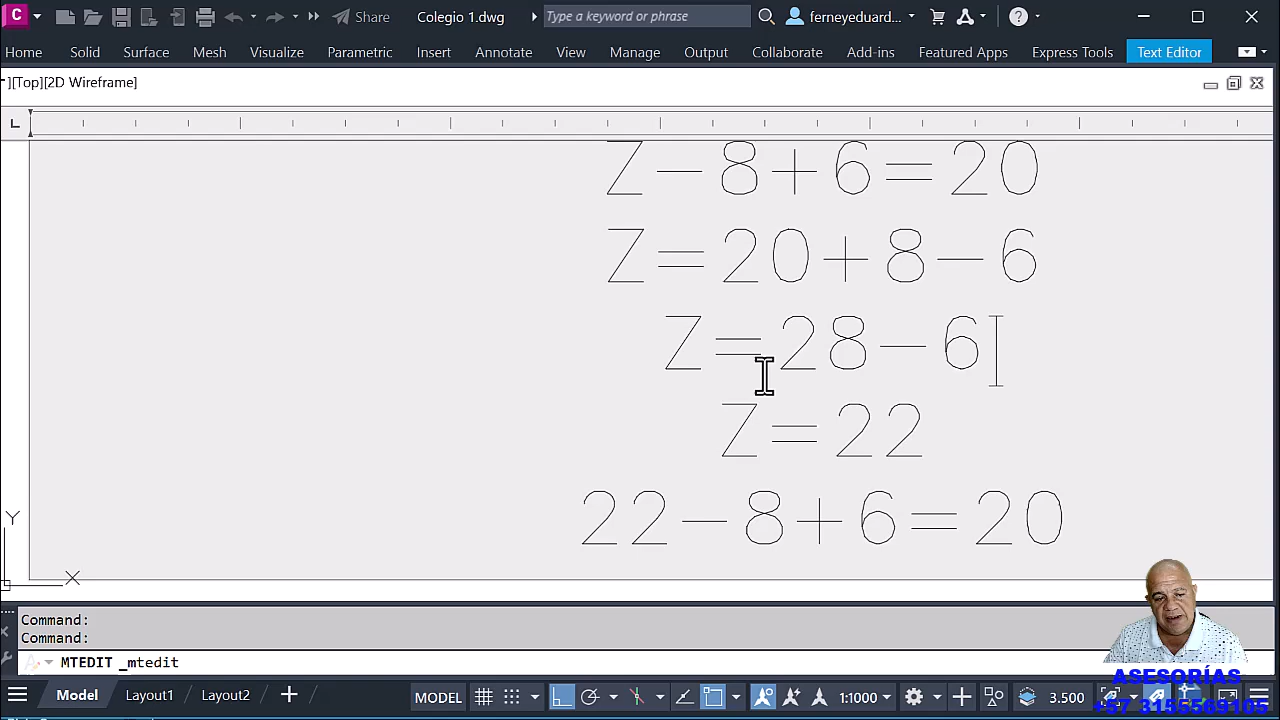 Share
Colegio 1.dwg
Type a keyword or phrase
ferneyeduard...
Home Solid Surface Mesh Visualize Parametric Insert Annotate View Manage Output Collaborate Add-ins Featured Apps Express Tools Text Editor
][Top][2D Wireframe]
Z-8+6=20
Z=20+8-6
Z=28-6
Z=22
22-8+6=20
Y
X
Command:
Command:
MTEDIT _mtedit
ASESORÍAS
Model Layout1 Layout2 MODEL 1:1000 3.500
+57 3155569105